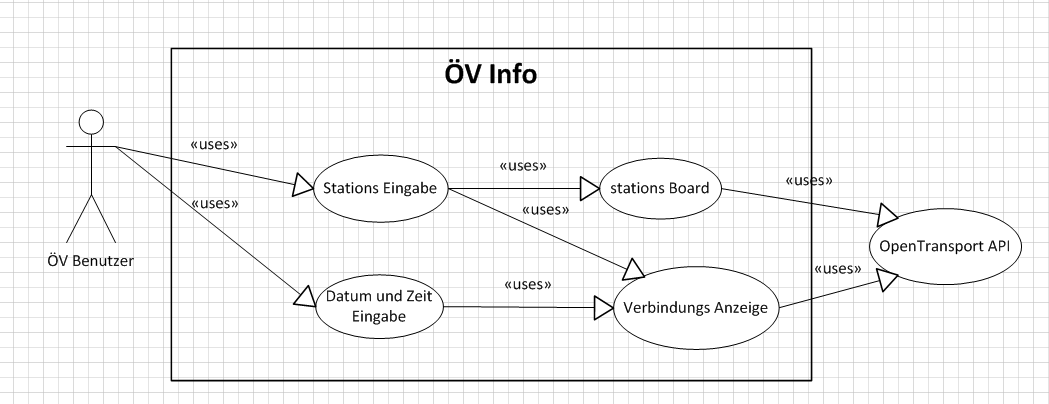 ÖV Info
«uses»
«uses»
«uses»
«uses»
Stations Eingabe
stations Board
«uses»
«uses»
OpenTransport API
ÖV Benutzer
«uses»
«uses»
Datum und Zeit
Eingabe
Verbindungs Anzeige